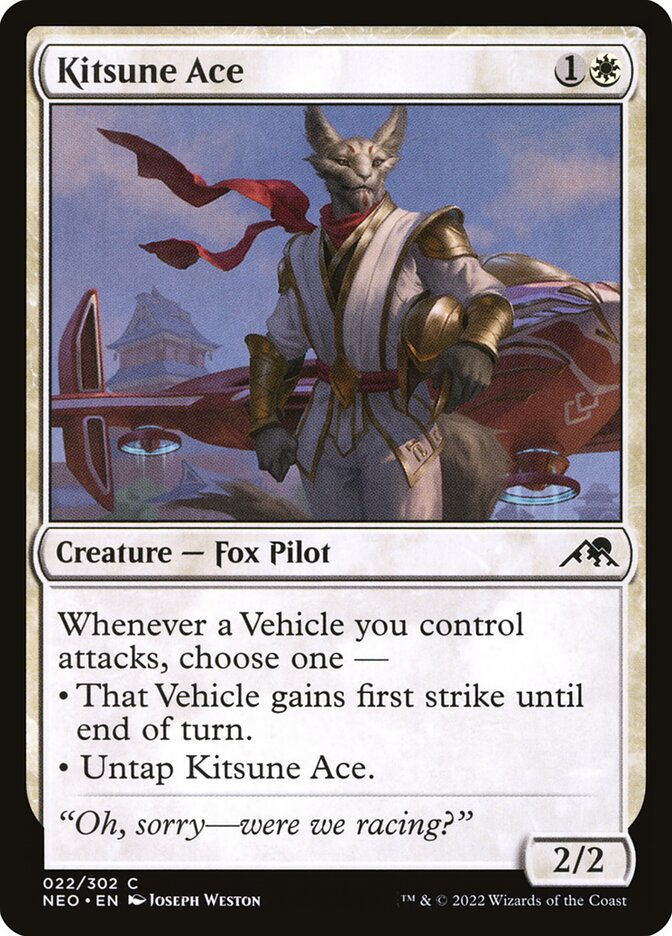 Kitsune Ace 1
Creature — Fox Pilot
Whenever a Vehicle you control
attacks, choose one —
• That Vehicle gains first strike until
end of turn.
• Untap Kitsune Ace.
“Oh, sorry—were we racing?”
2/2
022/302 C
NEO • EN Joseph Weston
™ & © 2022 Wizards of the Coast